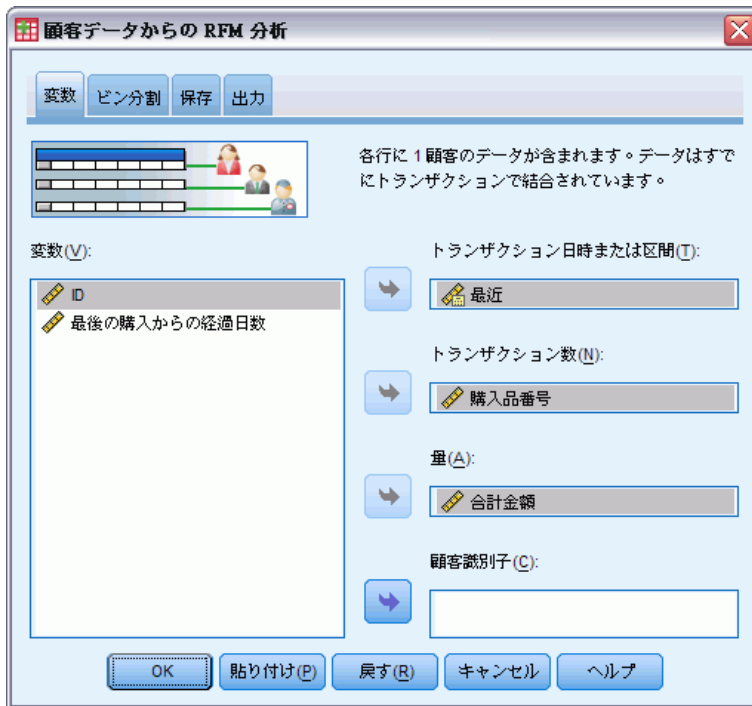 顧客データからの RFM 分析
変数
ビン分割
保存
出力
各行に 1 顧客のデータが含まれます。データはすで
にトランザクションで結合されています。
変数(V):
ID
最後の購入からの経過日数
トランザクション日時または区間(T):
最近
トランザクション数(N):
購入品番号
量(A):
合計金額
顧客識別子(C):
OK
貼り付け(P)
戻す(R)
キャンセル
ヘルプ